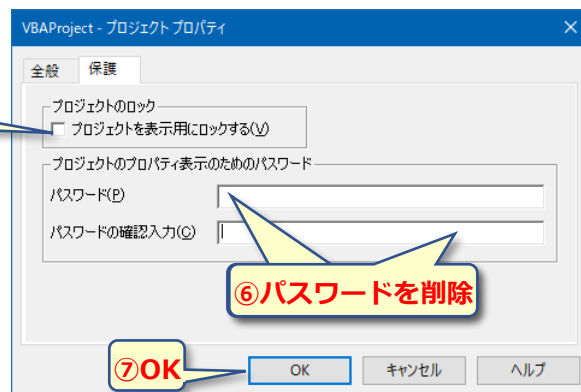 VBAProject - プロジェクト プロパティ
全般 保護
プロジェクトのロック
プロジェクトを表示用にロックする(V)
プロジェクトのプロパティ表示のためのパスワード
パスワード(P)
パスワードの確認入力(C)
⑥パスワードを削除
⑦OK
OK キャンセル ヘルプ